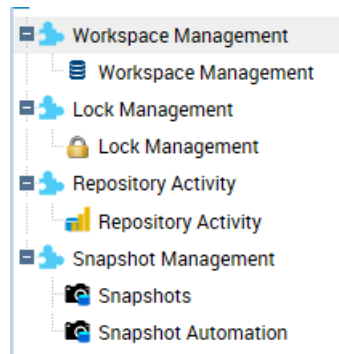 Workspace Management
Workspace Management
Lock Management
Lock Management
Repository Activity
Repository Activity
Snapshot Management
Snapshots
Snapshot Automation